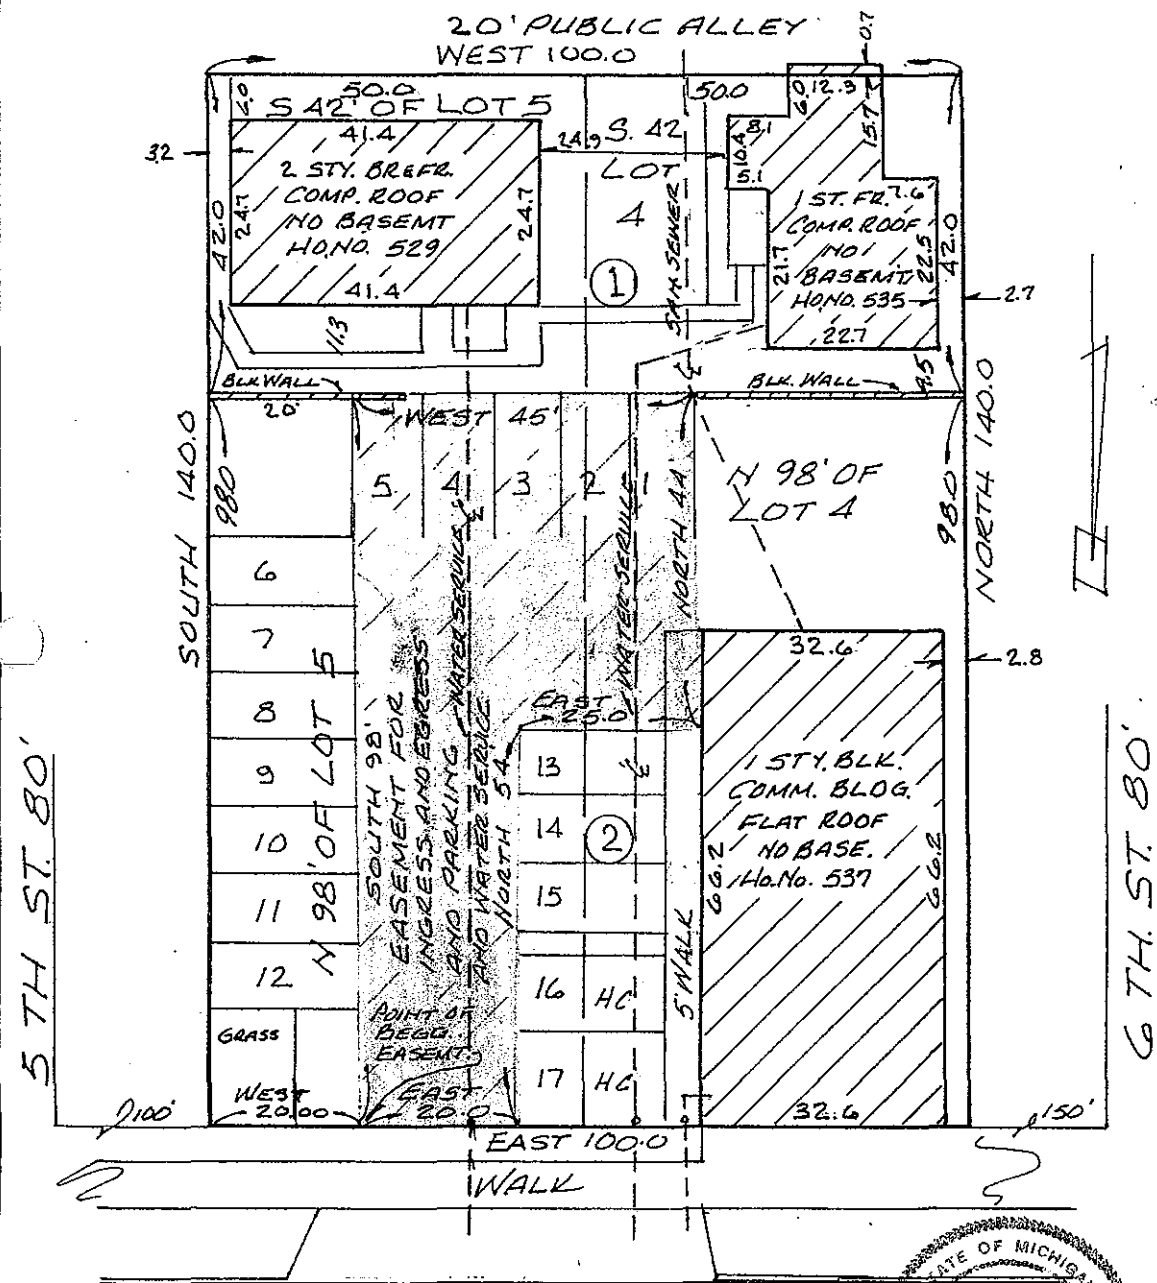 20' PUBLIC ALLEY
WEST 100.0
0.7
50.0
50.0
6.0
12.3
6.0
S 42' OF LOT 5
41.4
24.9
S. 42
LOT
4
8.1
10.4
5.1
15.7
3.2
2 STY. BR&FR.
COMP. ROOF
NO BASEMT
HO.NO. 529
24.7
24.7
42.0
41.4
1
SAN SEWER
1 ST. FR.
7.6
COMP. ROOF
NO
BASEMT.
HO.NO. 535
21.7
22.5
42.0
2.7
22.7
11.3
4.5
BLK WALL
BLK. WALL
20'
WEST 45'
SOUTH 140.0
98.0
5
4
3
2
1
N 98' OF
LOT 4
98.0
NORTH 140.0
NORTH 44'
WATER SERVICE
WATER SERVICE
6
7
8
9
10
11
12
N 98' OF LOT 5
SOUTH 98'
EASEMENT FOR
INGRESS AND EGRESS
AND PARKING
AND WATER SERVICE
NORTH 54'
EAST
25.0
32.6
2.8
13
14
15
16 HC
17 HC
2
5' WALK
66.2
1 STY. BLK.
COMM. BLDG.
FLAT ROOF
NO BASE.
Ho.No. 537
66.2
32.6
GRASS
POINT OF
BEGG.
EASEMT.
WEST
20.00
EAST
20.0
100'
150'
EAST 100.0
WALK
5TH ST. 80'
6TH. ST. 80'
STATE OF MICHIGAN